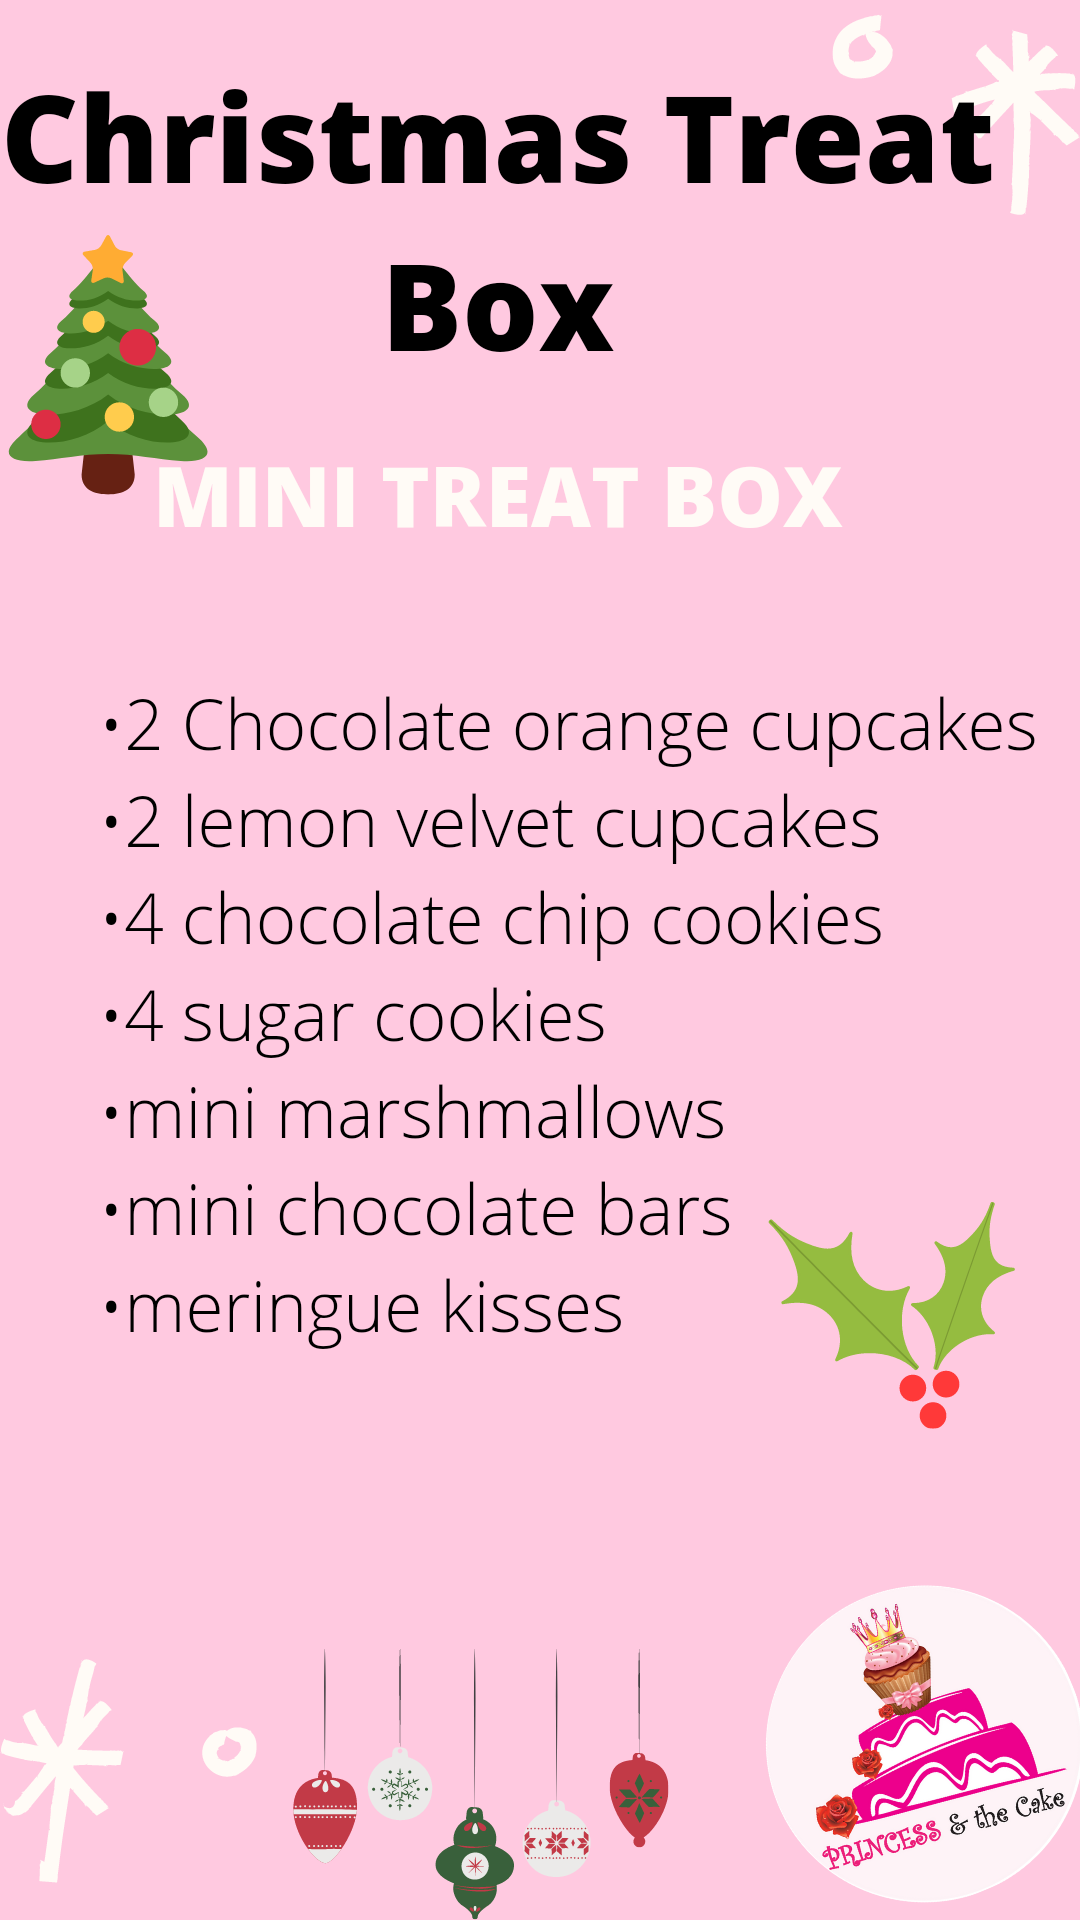 Christmas Treat
Box
MINI TREAT BOX
•2 Chocolate orange cupcakes
•2 lemon velvet cupcakes
•4 chocolate chip cookies
•4 sugar cookies
•mini marshmallows
•mini chocolate bars
•meringue kisses
PRINCESS & the Cake